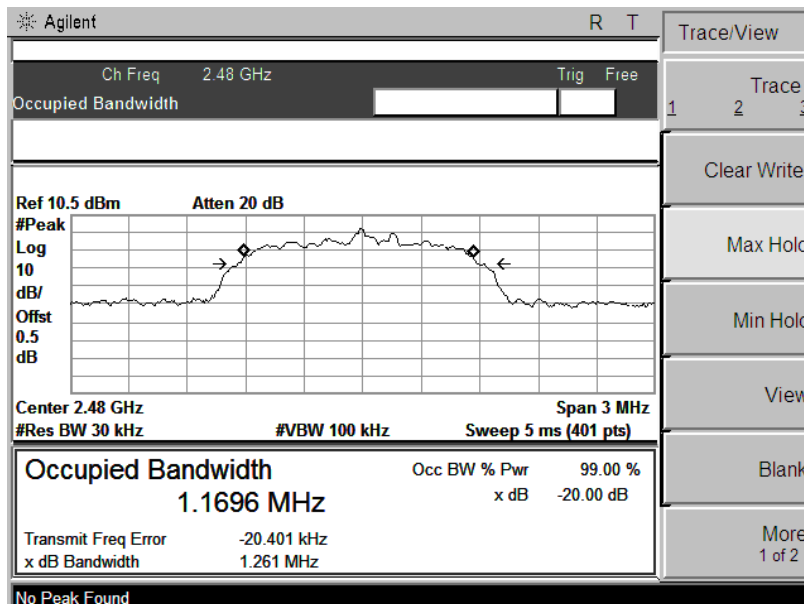 Agilent R T
Trace/View
Ch Freq 2.48 GHz Trig Free
Occupied Bandwidth
Trace
1 2 3
Clear Write
Max Hold
Min Hold
View
Blank
More
1 of 2
Ref 10.5 dBm Atten 20 dB
#Peak
Log
10
dB/
Offst
0.5
dB
Center 2.48 GHz Span 3 MHz
#Res BW 30 kHz #VBW 100 kHz Sweep 5 ms (401 pts)
Occupied Bandwidth Occ BW % Pwr 99.00 %
1.1696 MHz x dB -20.00 dB
Transmit Freq Error -20.401 kHz
x dB Bandwidth 1.261 MHz
No Peak Found